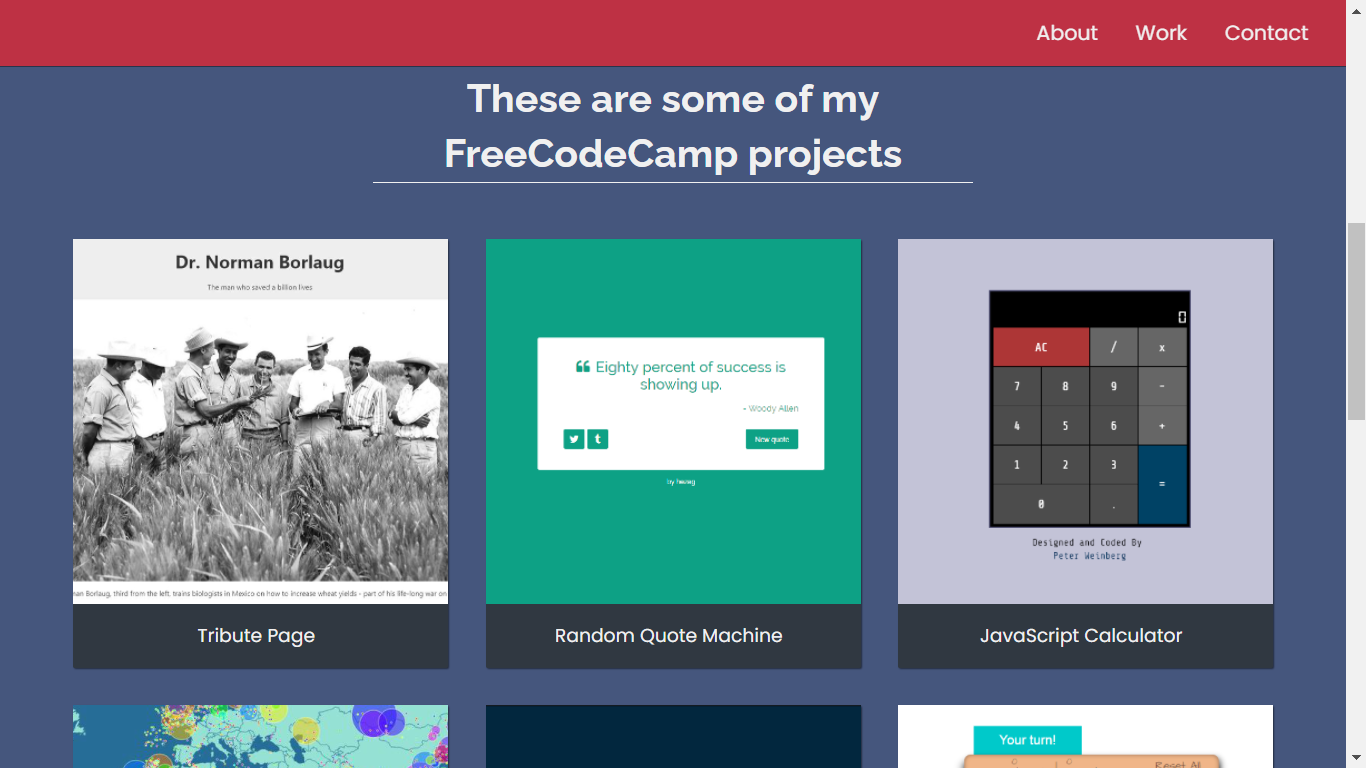 About Work Contact
These are some of my
FreeCodeCamp projects
Dr. Norman Borlaug
The man who saved a billion lives
Borlaug, third from the left, trains biologists in Mexico on how to increase wheat yields - part of his life-long war on
Tribute Page
Eighty percent of success is
showing up.
- Woody Allen
New quote
by hezag
Random Quote Machine
0
AC / x
7 8 9 -
4 5 6 +
1 2 3 =
0 .
Designed and Coded By
Peter Weinberg
JavaScript Calculator
Your turn!
Reset All